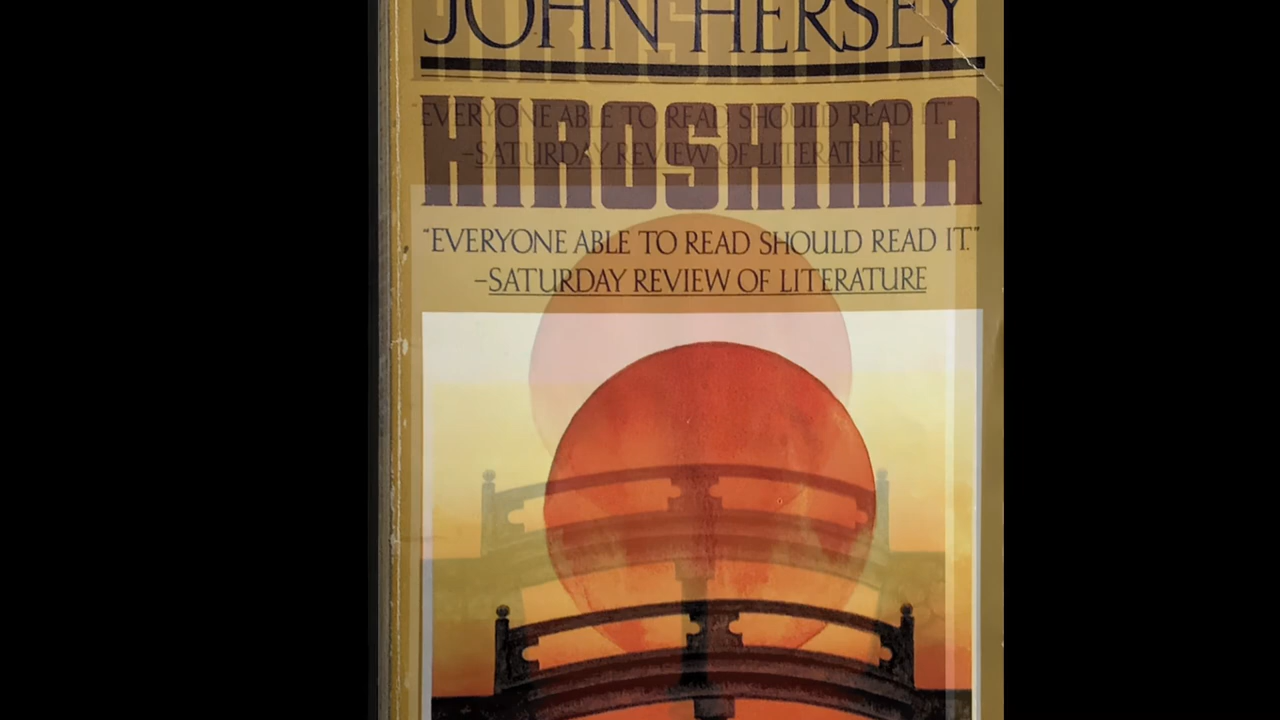 JOHN HERSEY
HIROSHIMA
"EVERYONE ABLE TO READ SHOULD READ IT."
–SATURDAY REVIEW OF LITERATURE
"EVERYONE ABLE TO READ SHOULD READ IT."
–SATURDAY REVIEW OF LITERATURE